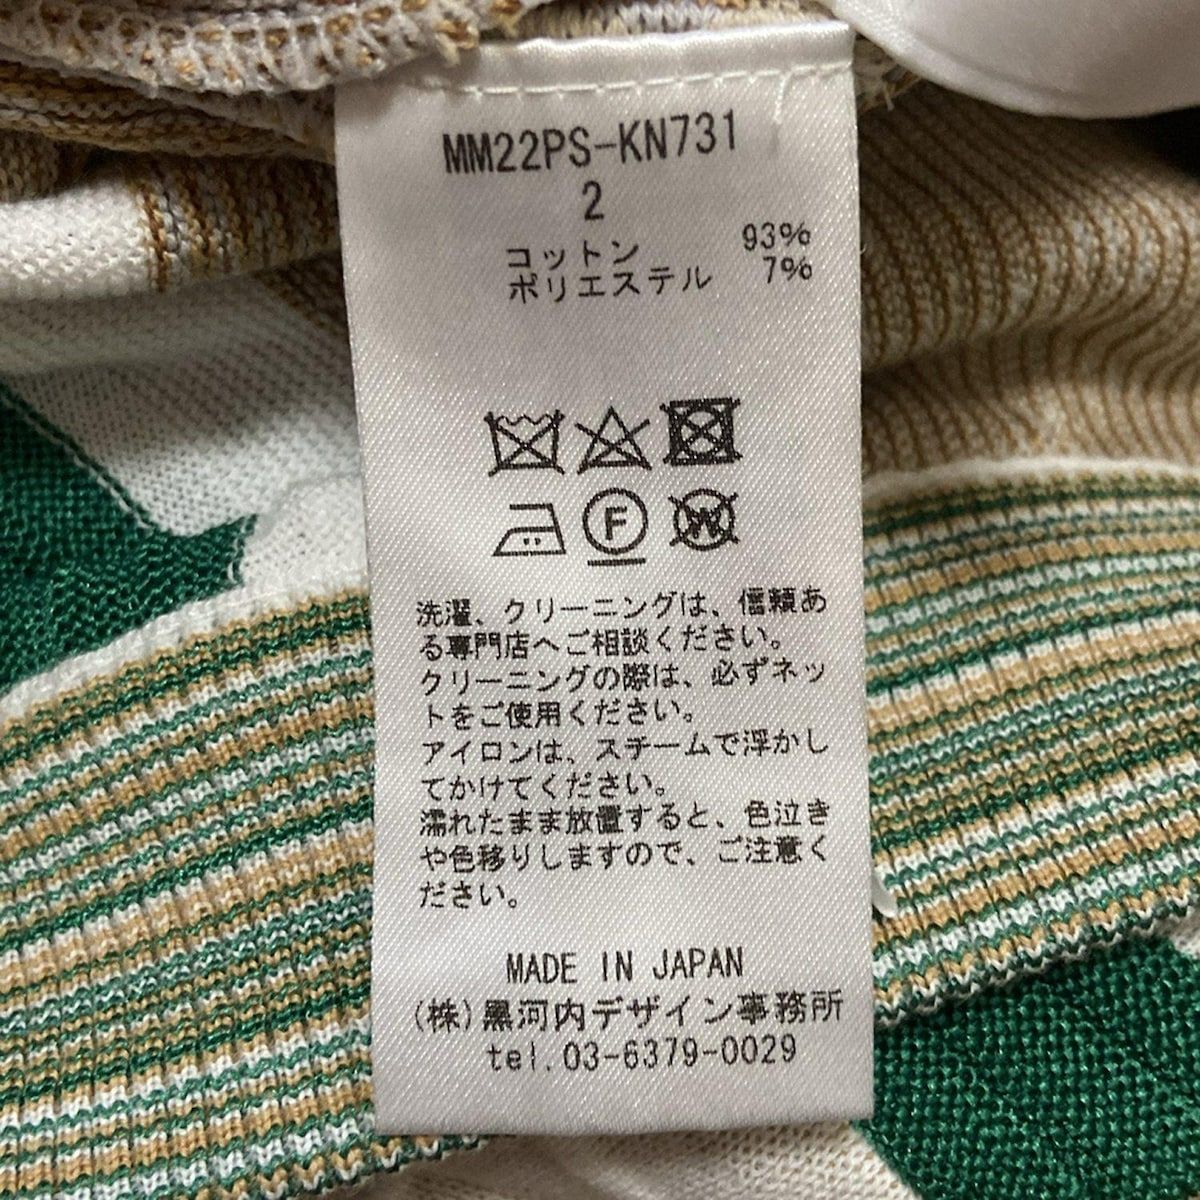 MM22PS-KN731
2
コットン 93%
ポリエステル 7%
F W
洗濯、クリーニングは、信頼あ
る専門店へご相談ください。
クリーニングの際は、必ずネッ
トをご使用ください。
アイロンは、スチームで浮かし
てかけてください。
濡れたまま放置すると、色泣き
や色移りしますので、ご注意く
ださい。
MADE IN JAPAN
(株)黒河内デザイン事務所
tel.03-6379-0029